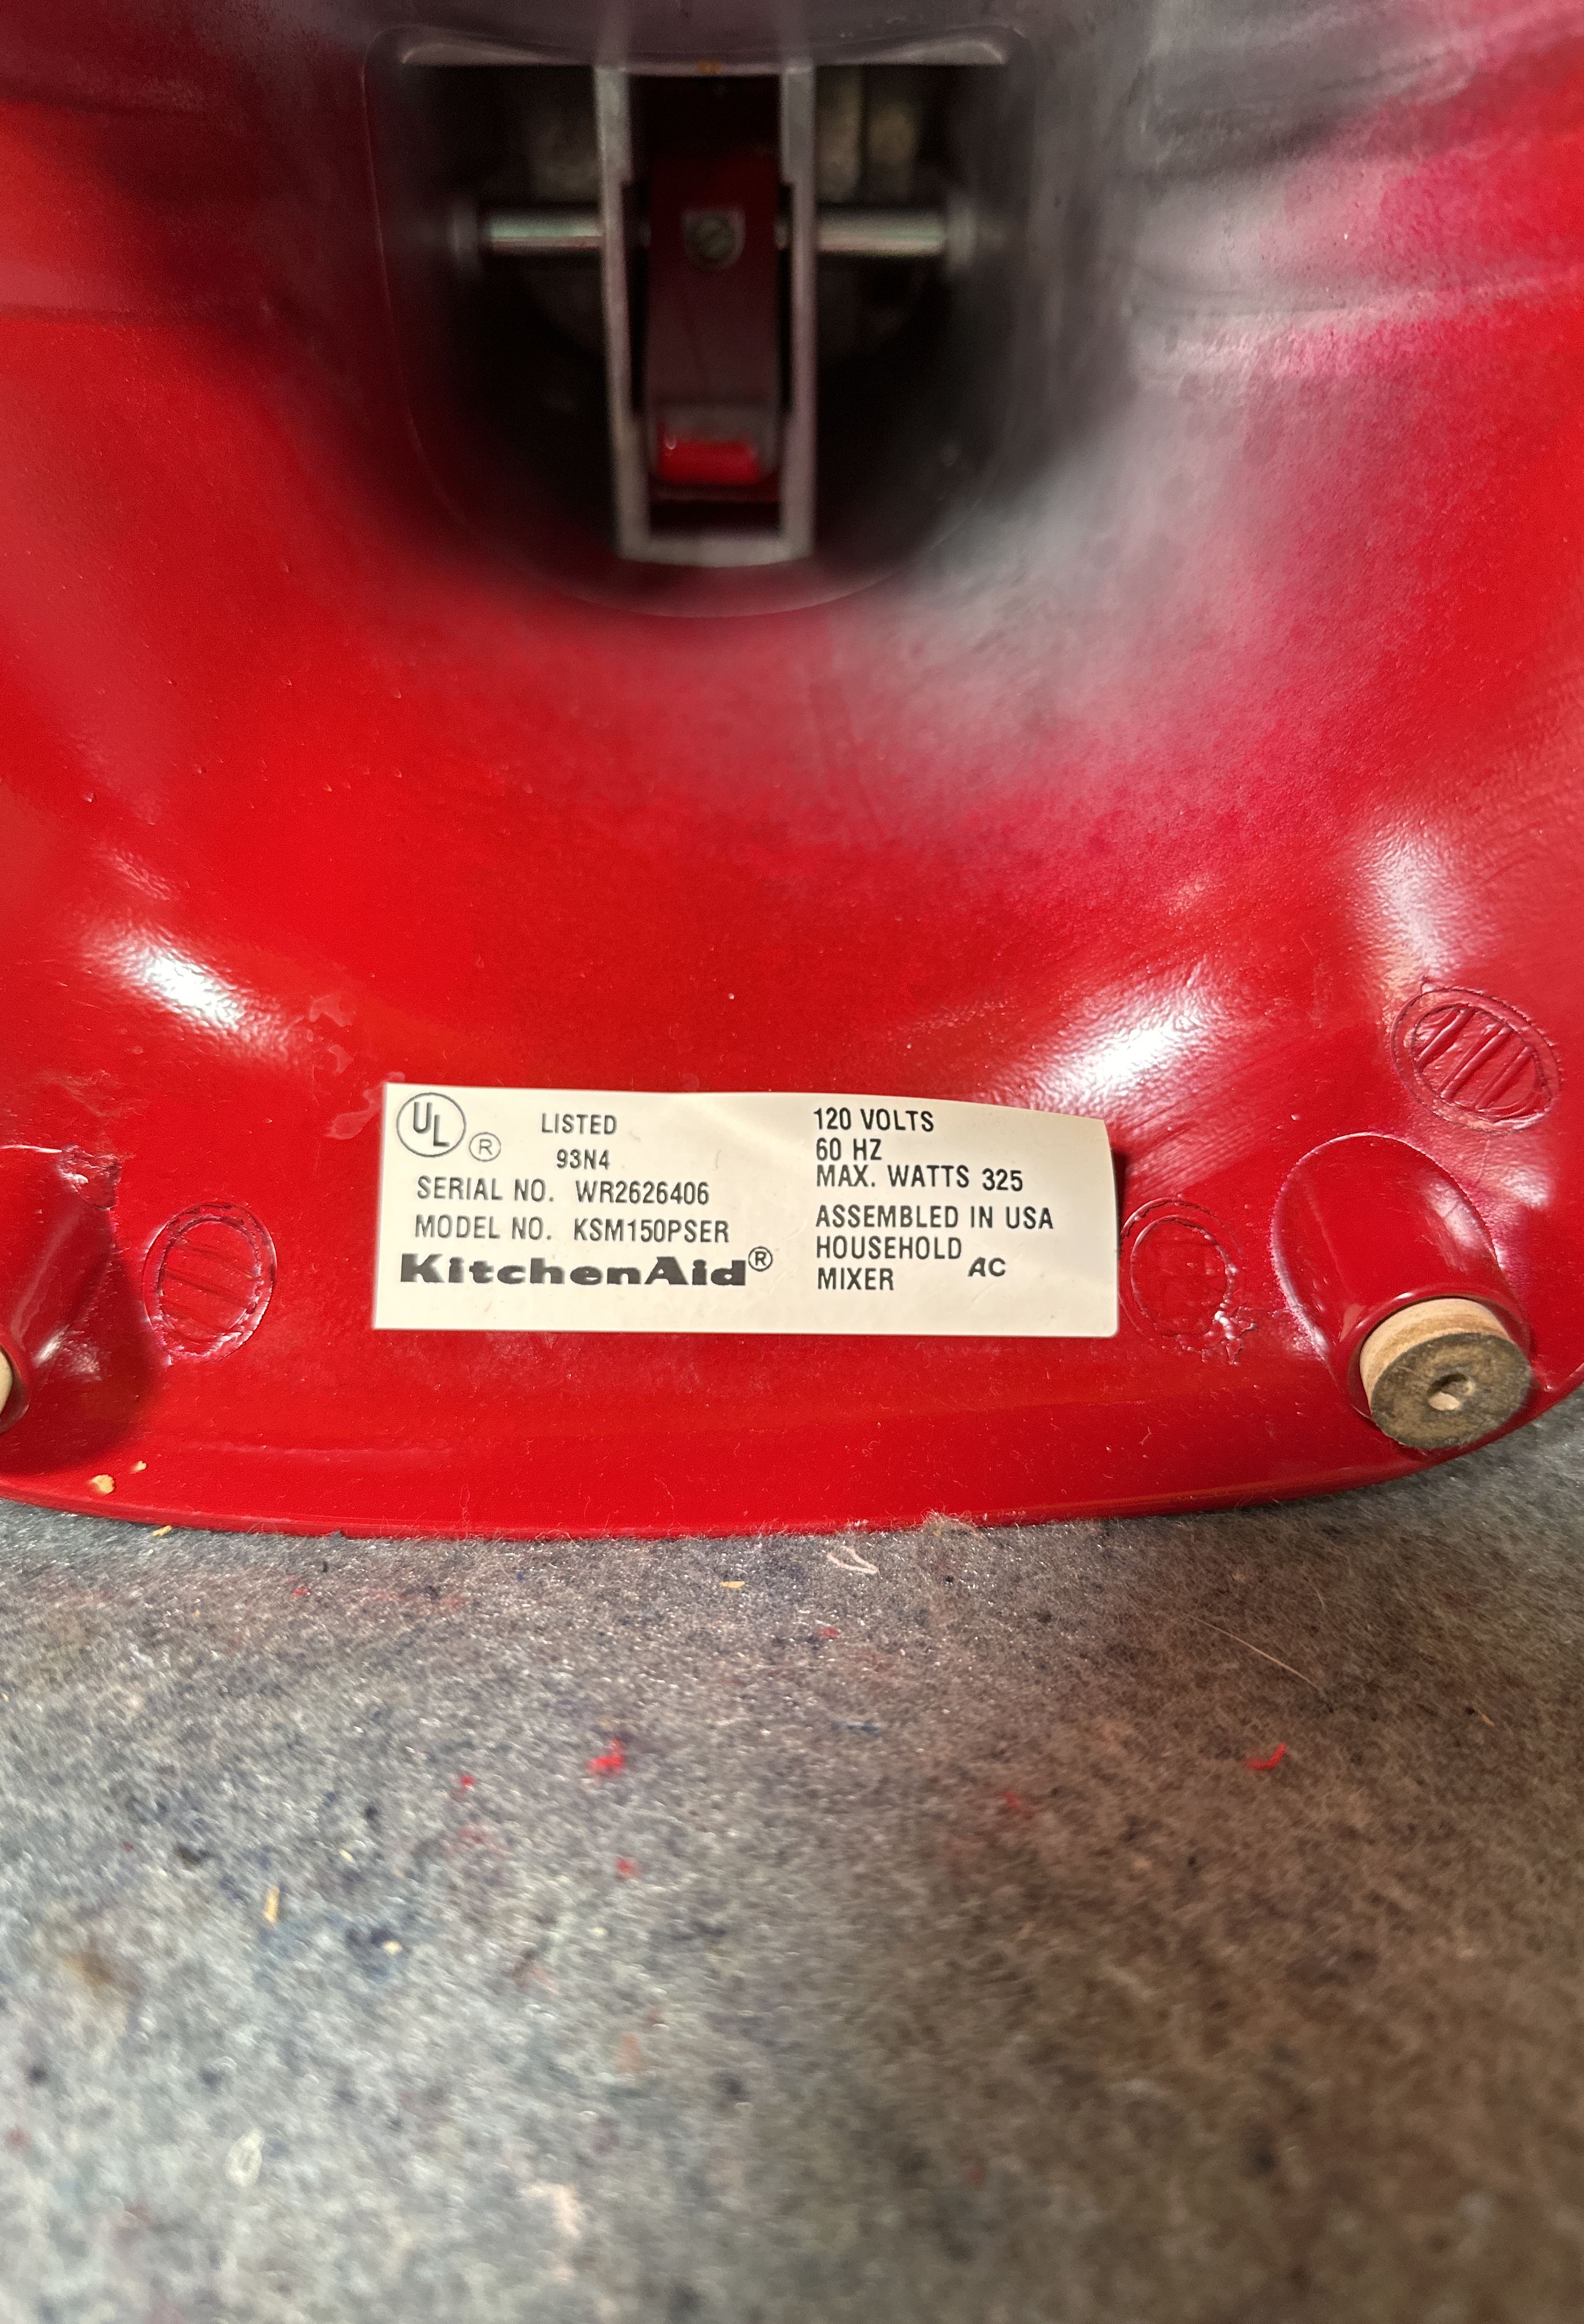 UL ® LISTED
93N4
SERIAL NO. WR2626406
MODEL NO. KSM150PSER
KitchenAid®
120 VOLTS
60 HZ
MAX. WATTS 325
ASSEMBLED IN USA
HOUSEHOLD AC
MIXER